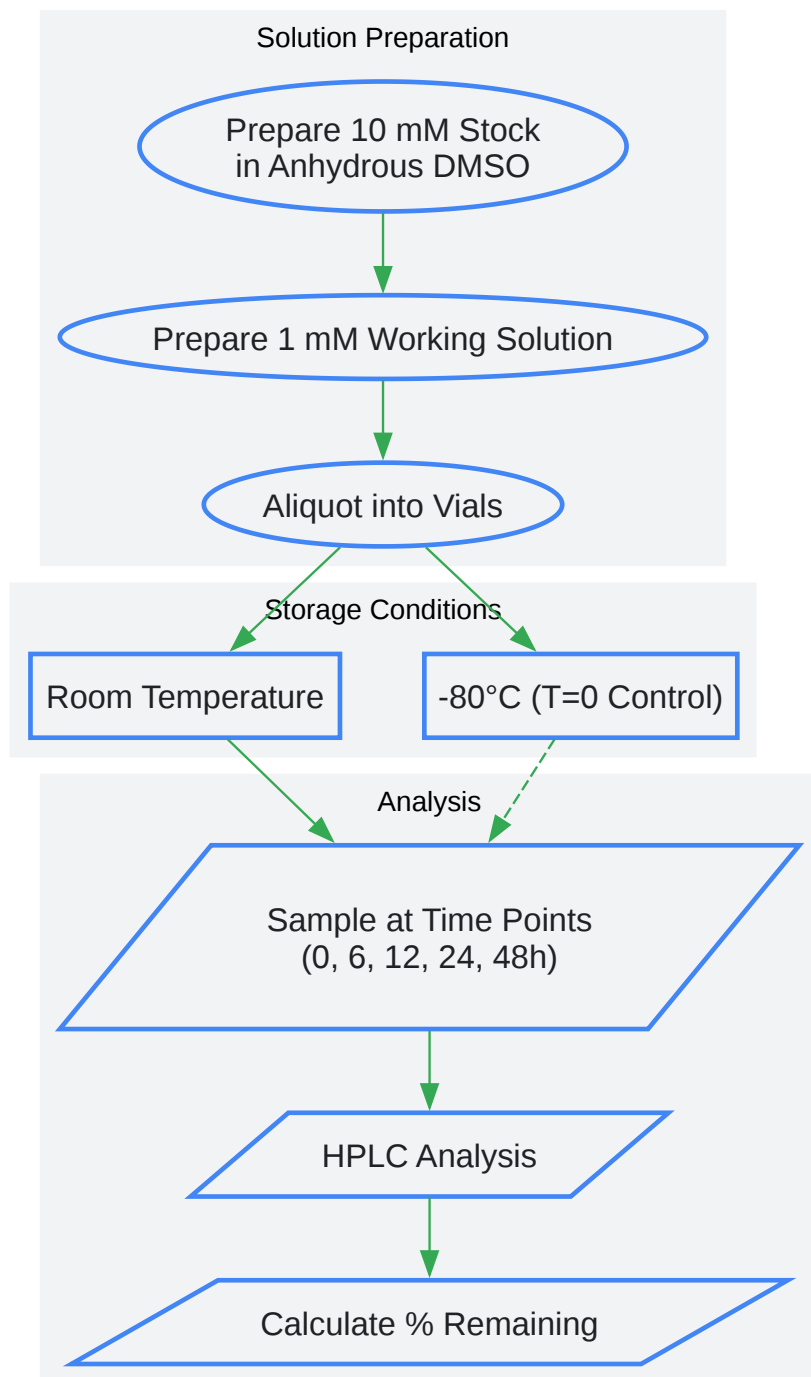 Solution Preparation
Prepare 10 mM Stock
in Anhydrous DMSO
Prepare 1 mM Working Solution
Aliquot into Vials
Storage Conditions
Room Temperature
-80°C (T=0 Control)
Analysis
Sample at Time Points
(0, 6, 12, 24, 48h)
HPLC Analysis
Calculate % Remaining